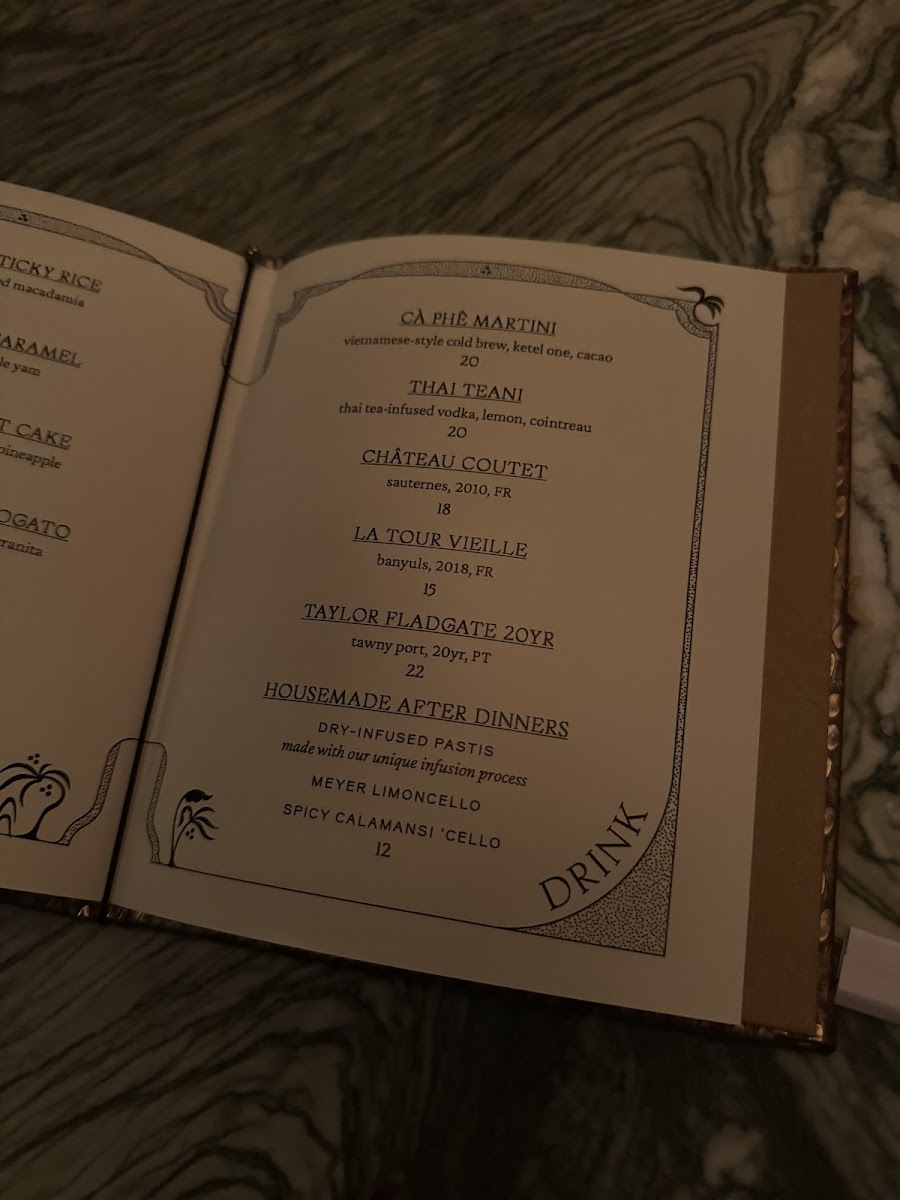 TICKY RICE
d macadamia
ARAMEL
le yam
T CAKE
pineapple
OGATO
ranita
CÀ PHÊ MARTINI
vietnamese-style cold brew, ketel one, cacao
20
THAI TEANI
thai tea-infused vodka, lemon, cointreau
20
CHÂTEAU COUTET
sauternes, 2010, FR
18
LA TOUR VIEILLE
banyuls, 2018, FR
15
TAYLOR FLADGATE 20YR
tawny port, 20yr, PT
22
HOUSEMADE AFTER DINNERS
DRY-INFUSED PASTIS
made with our unique infusion process
MEYER LIMONCELLO
SPICY CALAMANSI 'CELLO
12
DRINK